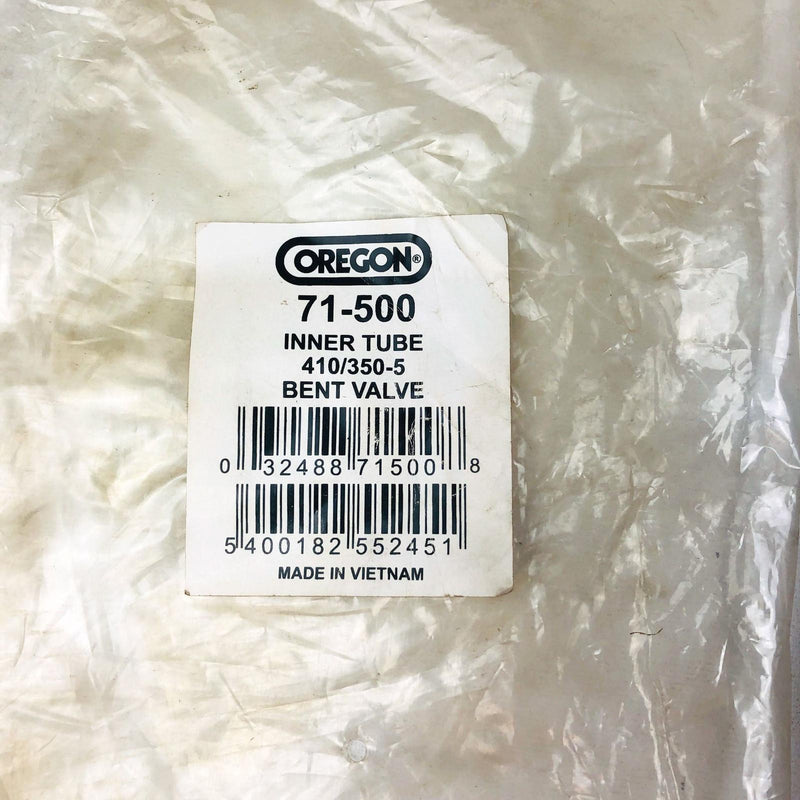 OREGON®
71-500
INNER TUBE
410/350-5
BENT VALVE
0 32488 71500 8
5 400182 552451
MADE IN VIETNAM